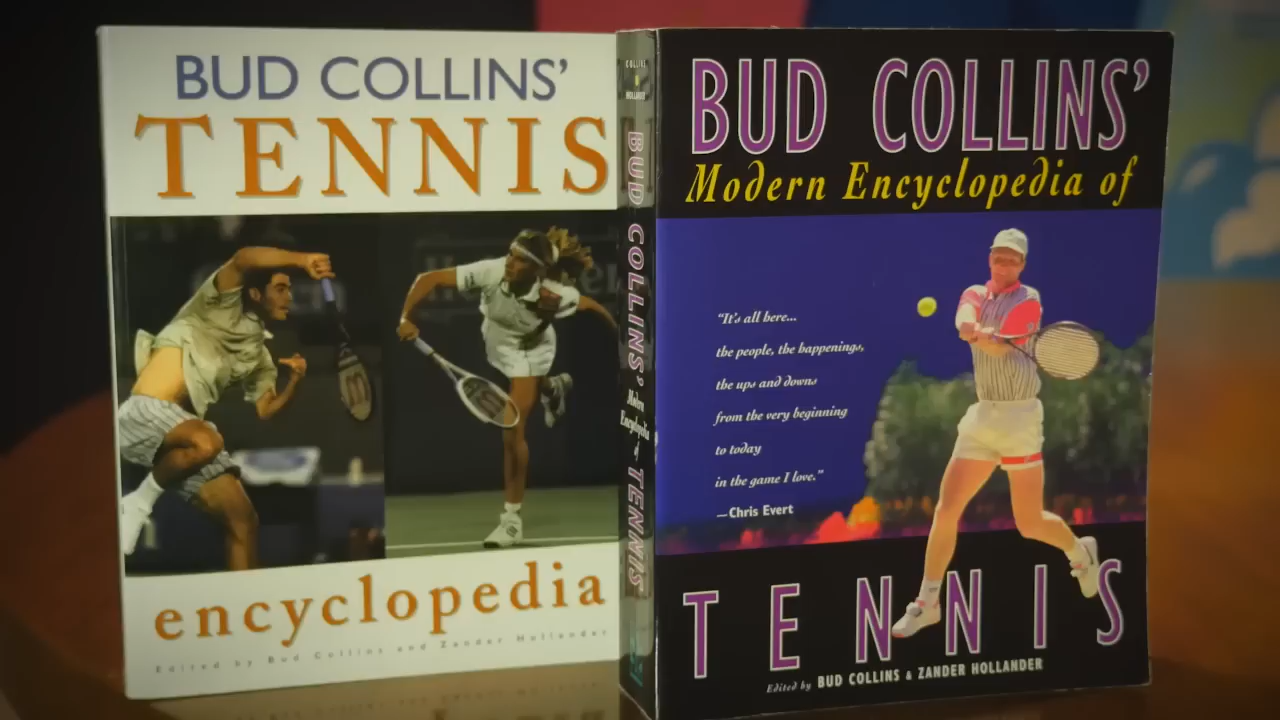 BUD COLLINS'
TENNIS
encyclopedia
Edited by Bud Collins and Zander Hollander
COLLINS
HOLLANDER
BUD COLLINS' Modern Encyclopedia of TENNIS
BUD COLLINS'
Modern Encyclopedia of
“It's all here...
the people, the happenings,
the ups and downs
from the very beginning
to today
in the game I love.”
—Chris Evert
TENNIS
Edited by BUD COLLINS & ZANDER HOLLANDER